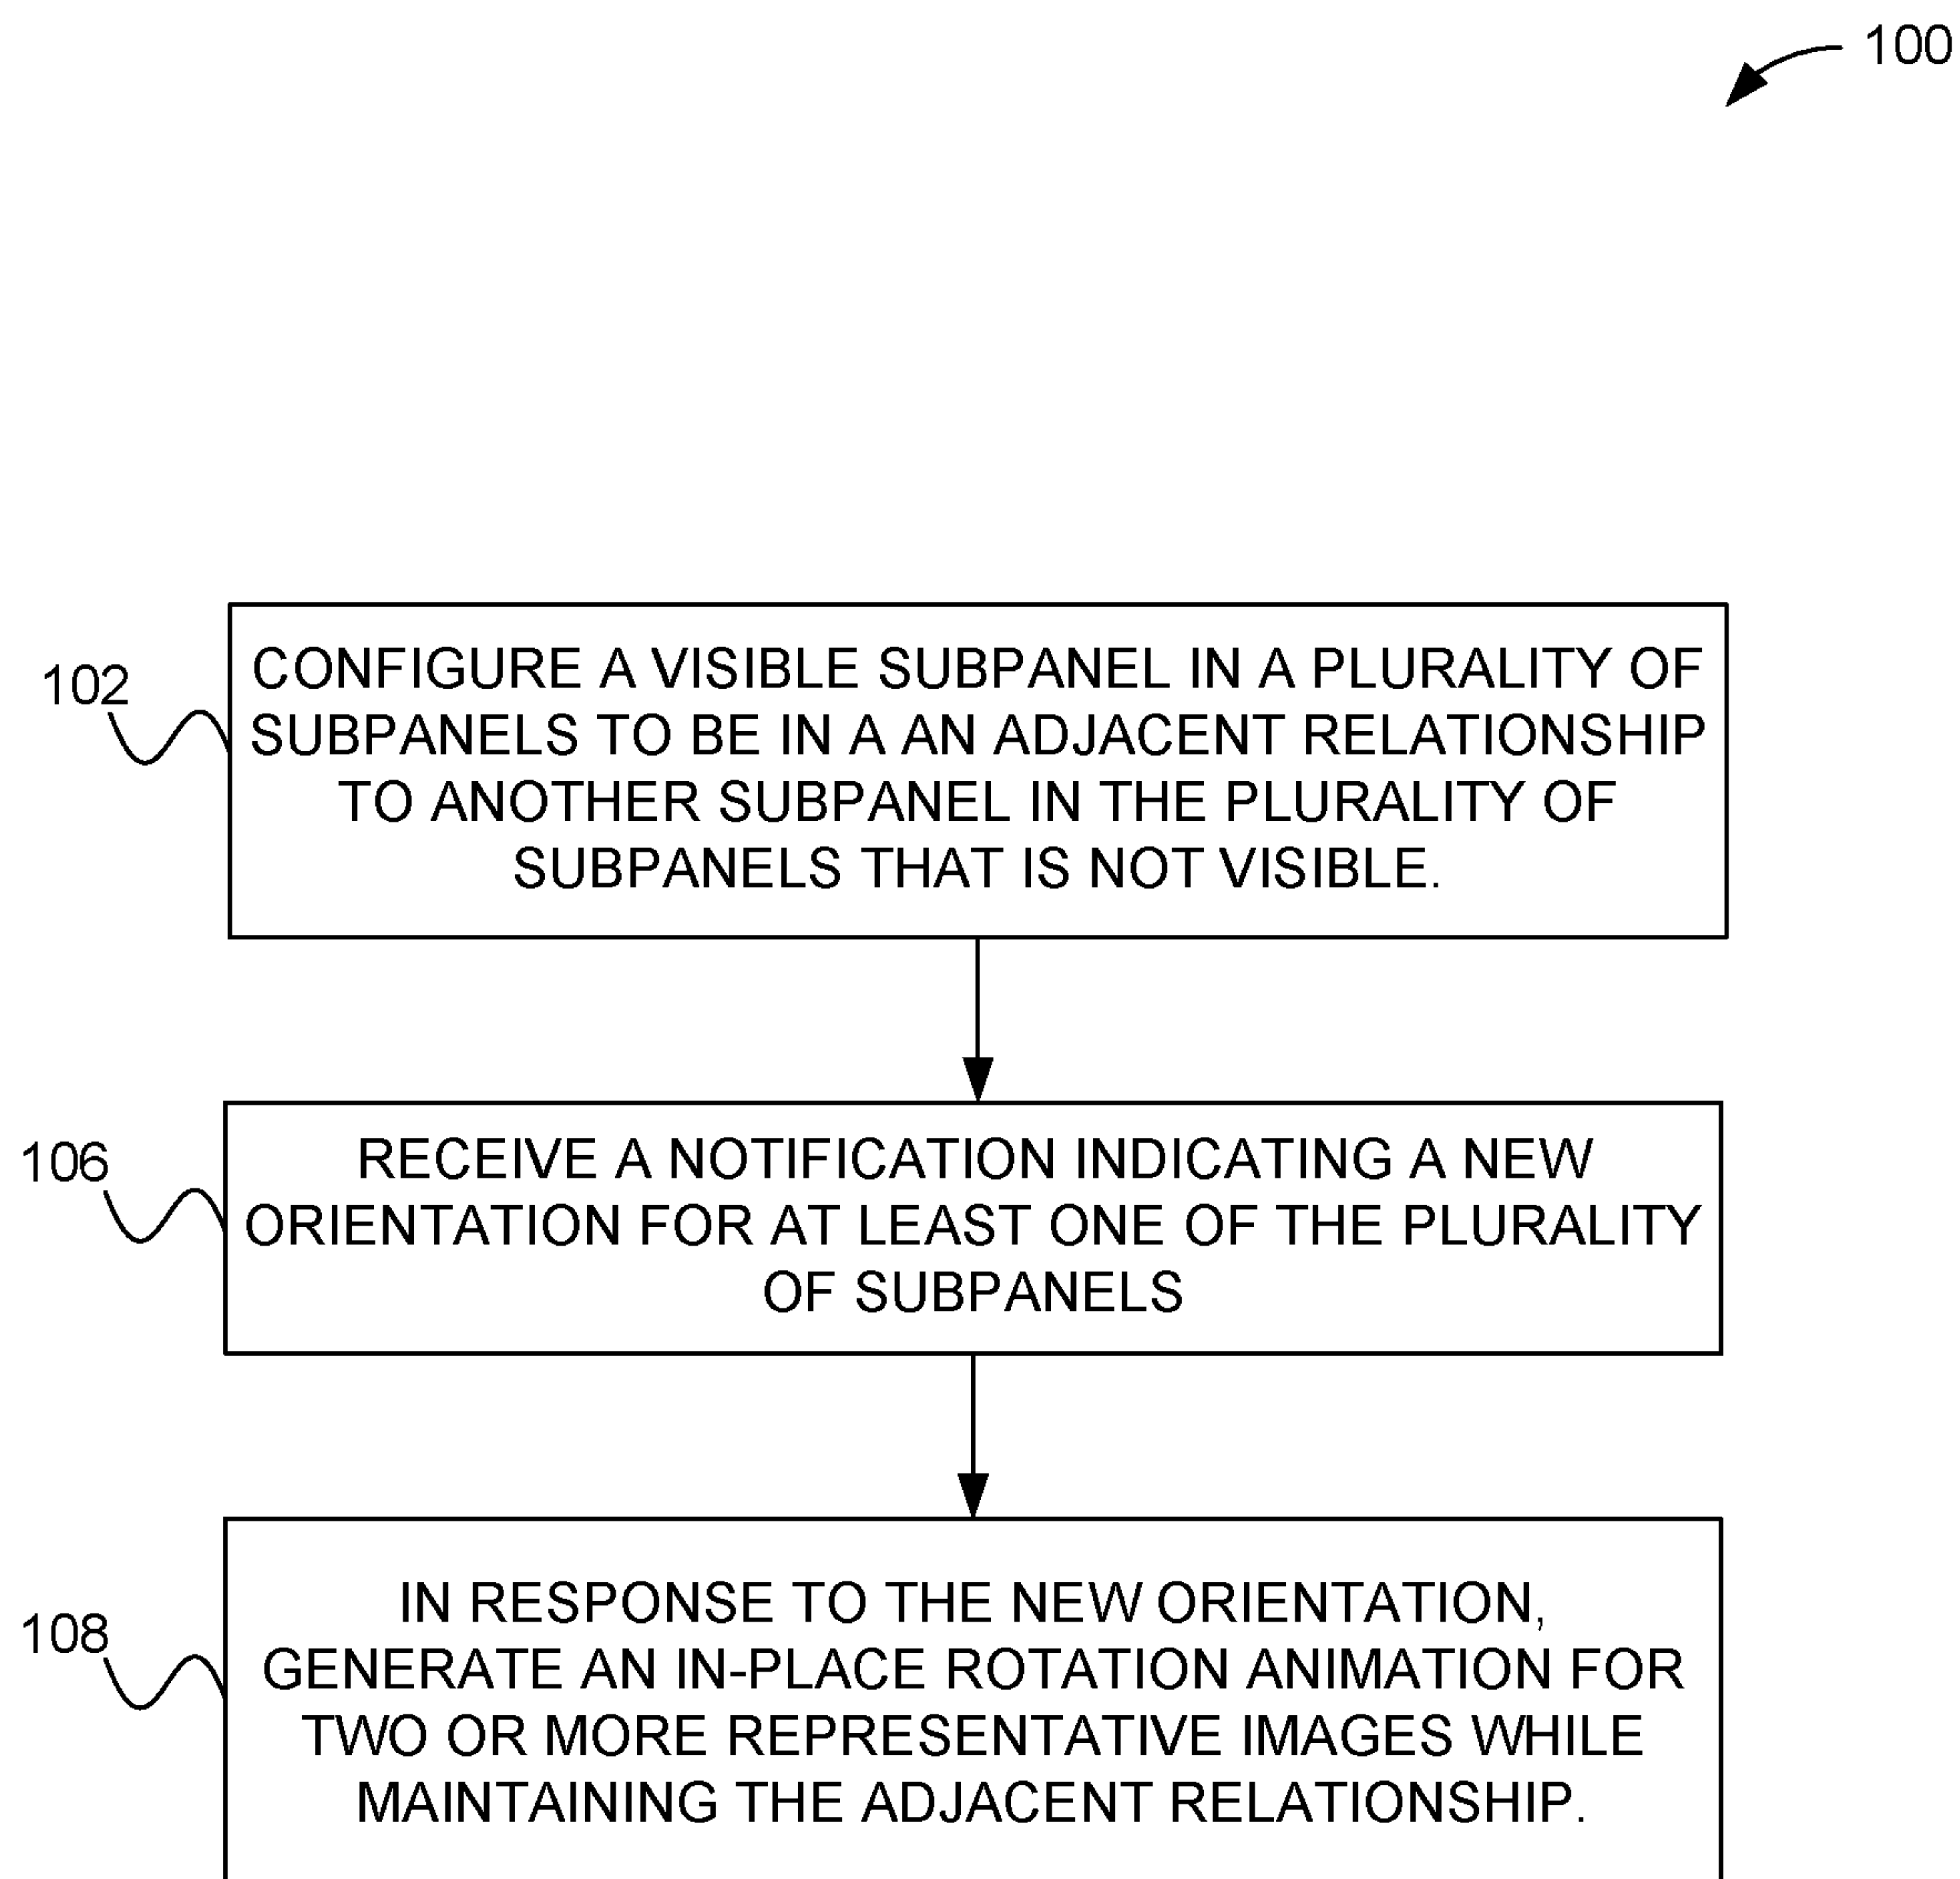 100
102
CONFIGURE A VISIBLE SUBPANEL IN A PLURALITY OF
SUBPANELS TO BE IN A AN ADJACENT RELATIONSHIP
TO ANOTHER SUBPANEL IN THE PLURALITY OF
SUBPANELS THAT IS NOT VISIBLE.
106
RECEIVE A NOTIFICATION INDICATING A NEW
ORIENTATION FOR AT LEAST ONE OF THE PLURALITY
OF SUBPANELS
108
IN RESPONSE TO THE NEW ORIENTATION,
GENERATE AN IN-PLACE ROTATION ANIMATION FOR
TWO OR MORE REPRESENTATIVE IMAGES WHILE
MAINTAINING THE ADJACENT RELATIONSHIP.